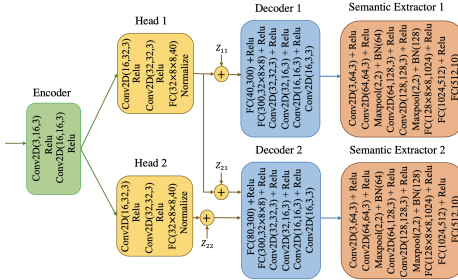 Head 1
Decoder 1
Semantic Extractor 1
Conv2D(16,32,3)
Relu
Conv2D(32,32,3)
Relu
FC(32×8×8,40)
Normalize
Z11
FC(40,300) +Relu
FC(300,32×8×8) + Relu
Conv2D(32,32,3) + Relu
Conv2D(32,16,3) + Relu
Conv2D(16,16,3) + Relu
Conv2D(16,3,3)
Conv2D(3,64,3) + Relu
Conv2D(64,64,3) + Relu
Maxpool(2,2) + BN(64)
Conv2D(64,128,3) + Relu
Conv2D(128,128,3) + Relu
Maxpool(2,2) + BN(128)
FC(128×8×8,1024) + Relu
FC(1024,512) + Relu
FC(512,10)
Encoder
Conv2D(3,16,3)
Relu
Conv2D(16,16,3)
Relu
Head 2
Decoder 2
Semantic Extractor 2
Conv2D(16,32,3)
Relu
Conv2D(32,32,3)
Relu
FC(32×8×8,40)
Normalize
Z21
Z22
FC(80,300) +Relu
FC(300,32×8×8) + Relu
Conv2D(32,32,3) + Relu
Conv2D(32,16,3) + Relu
Conv2D(16,16,3) + Relu
Conv2D(16,3,3)
Conv2D(3,64,3) + Relu
Conv2D(64,64,3) + Relu
Maxpool(2,2) + BN(64)
Conv2D(64,128,3) + Relu
Conv2D(128,128,3) + Relu
Maxpool(2,2) + BN(128)
FC(128×8×8,1024) + Relu
FC(1024,512) + Relu
FC(512,10)